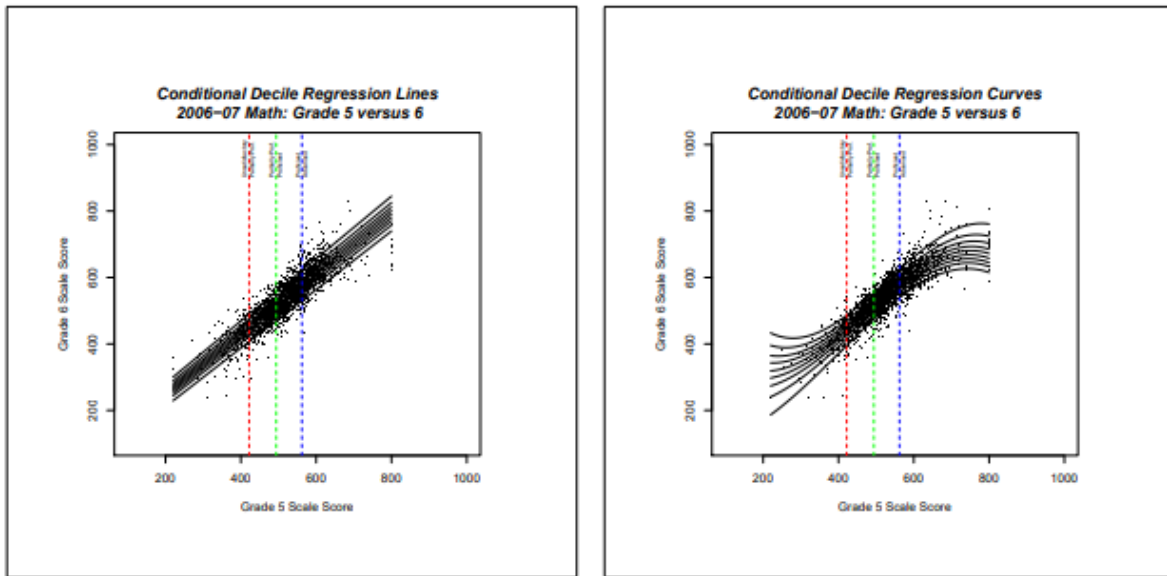 Conditional Decile Regression Lines
2006−07 Math: Grade 5 versus 6
1000
800
600
400
200
Grade 6 Scale Score
200 400 600 800 1000
Grade 5 Scale Score
Conditional Decile Regression Curves
2006−07 Math: Grade 5 versus 6
1000
800
600
400
200
Grade 6 Scale Score
200 400 600 800 1000
Grade 5 Scale Score